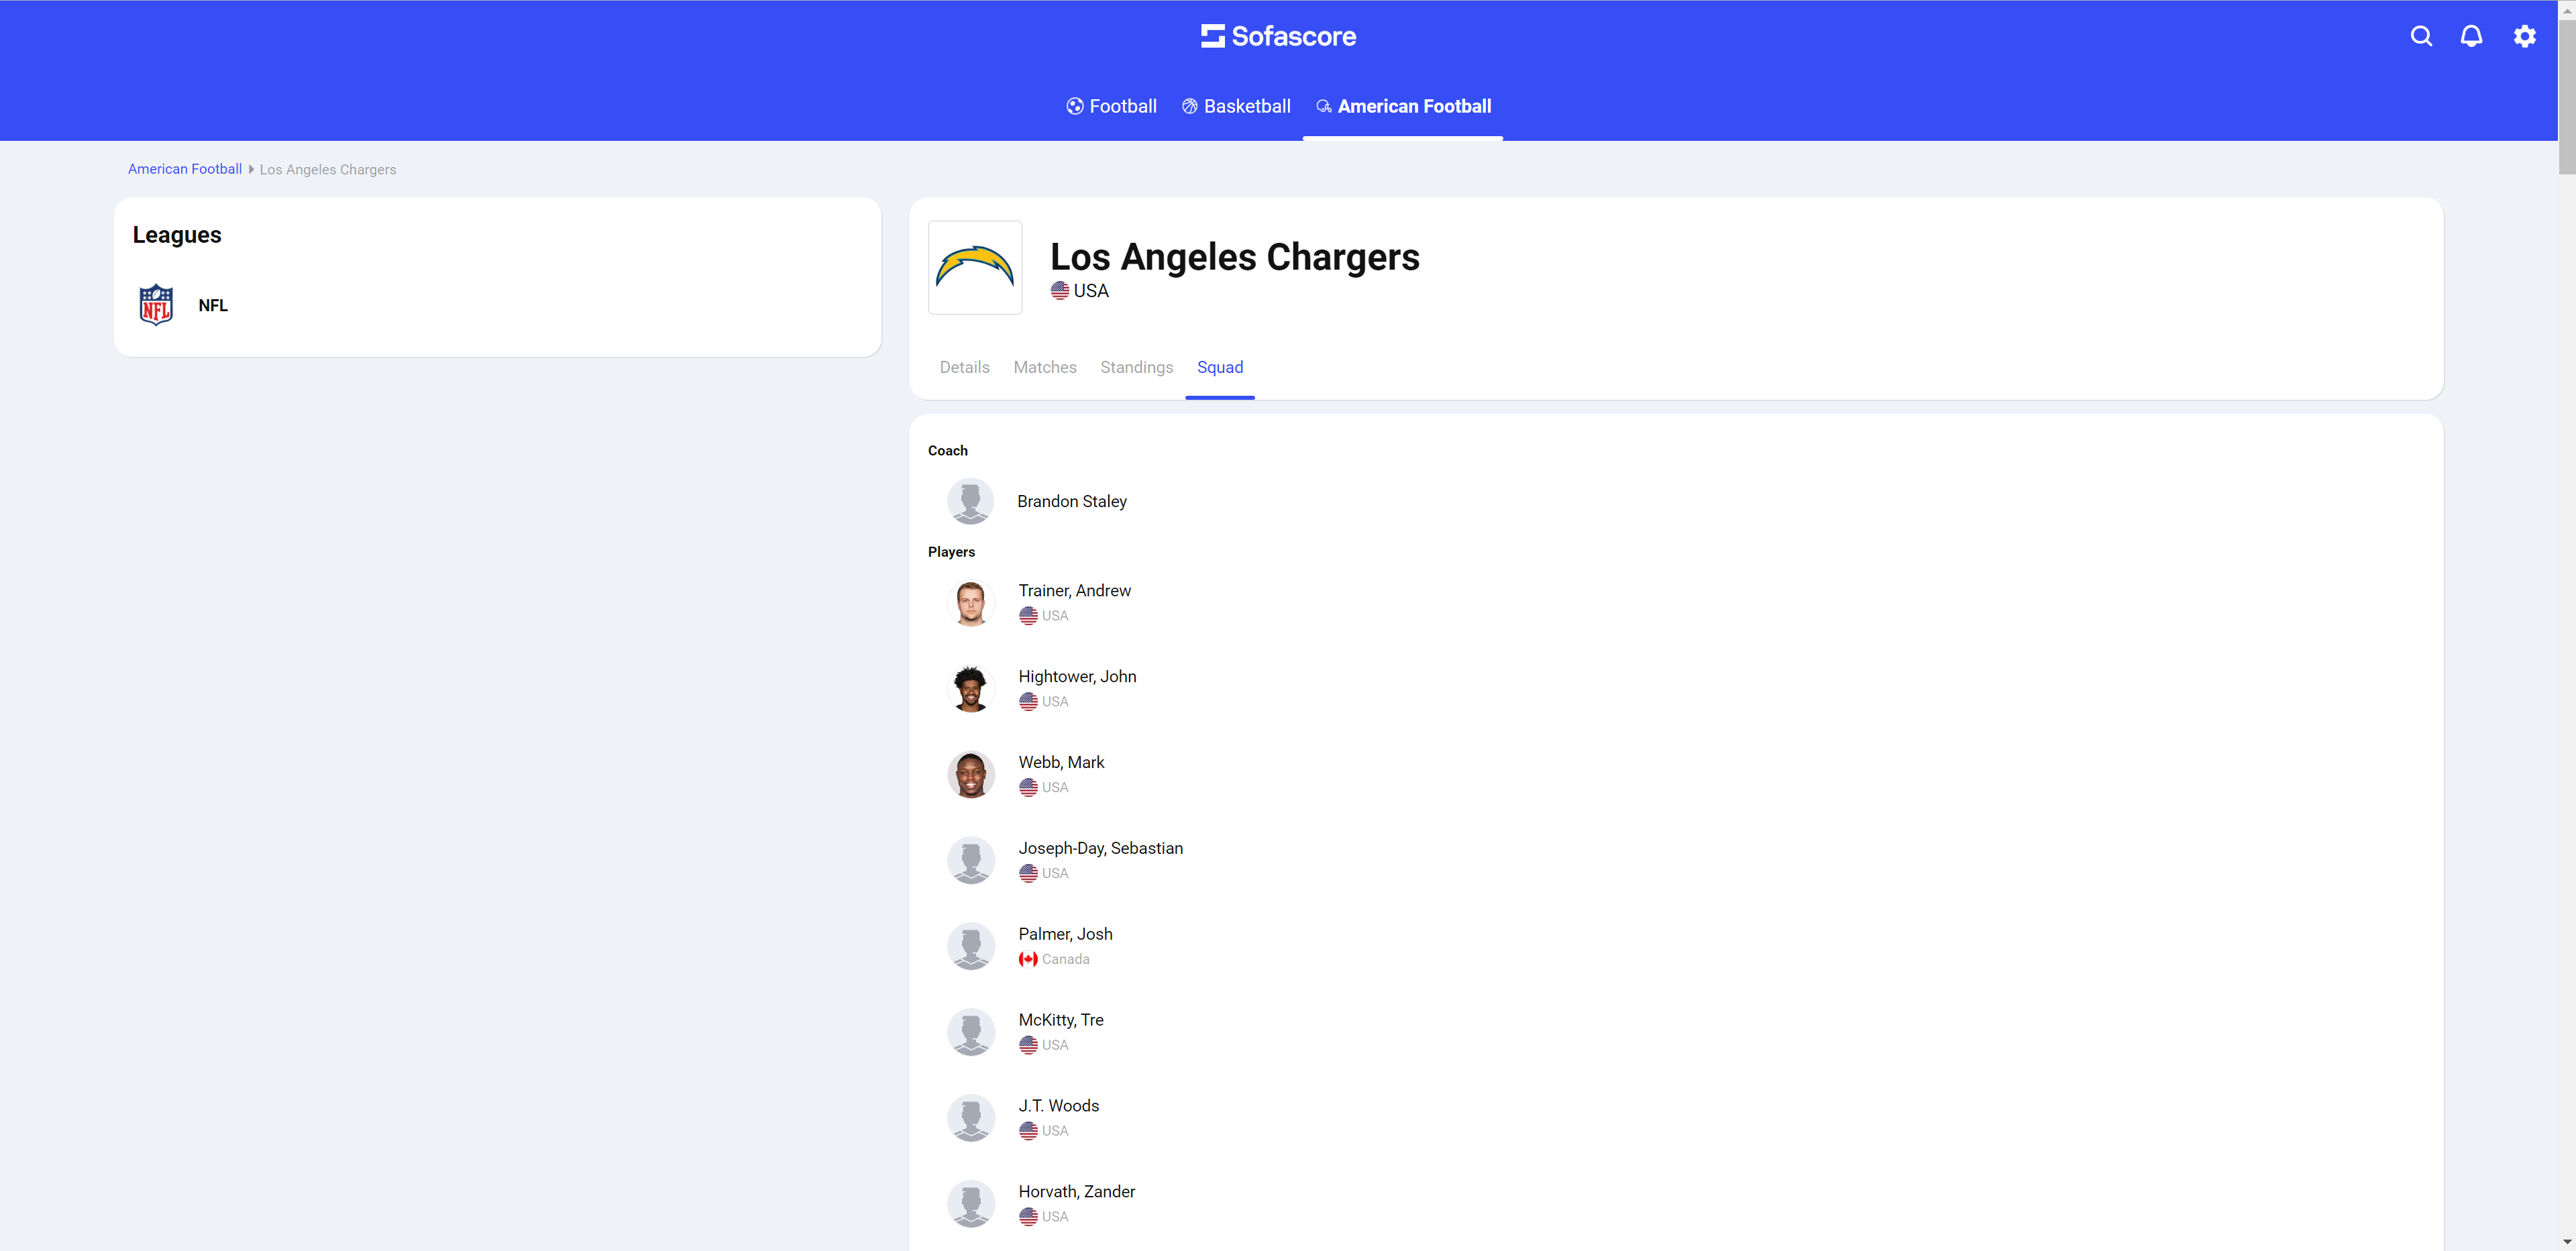 Sofascore
Football Basketball American Football
American Football Los Angeles Chargers
Leagues
NFL
NFL
Los Angeles Chargers
USA
Details Matches Standings Squad
Coach
Brandon Staley
Players
Trainer, Andrew
USA
Hightower, John
USA
Webb, Mark
USA
Joseph-Day, Sebastian
USA
Palmer, Josh
Canada
McKitty, Tre
USA
J.T. Woods
USA
Horvath, Zander
USA